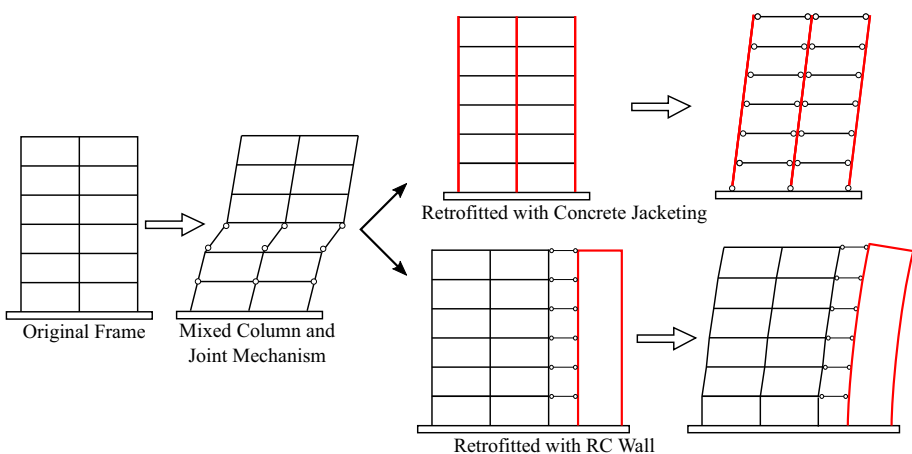 Original Frame
Mixed Column and
Joint Mechanism
Retrofitted with Concrete Jacketing
Retrofitted with RC Wall